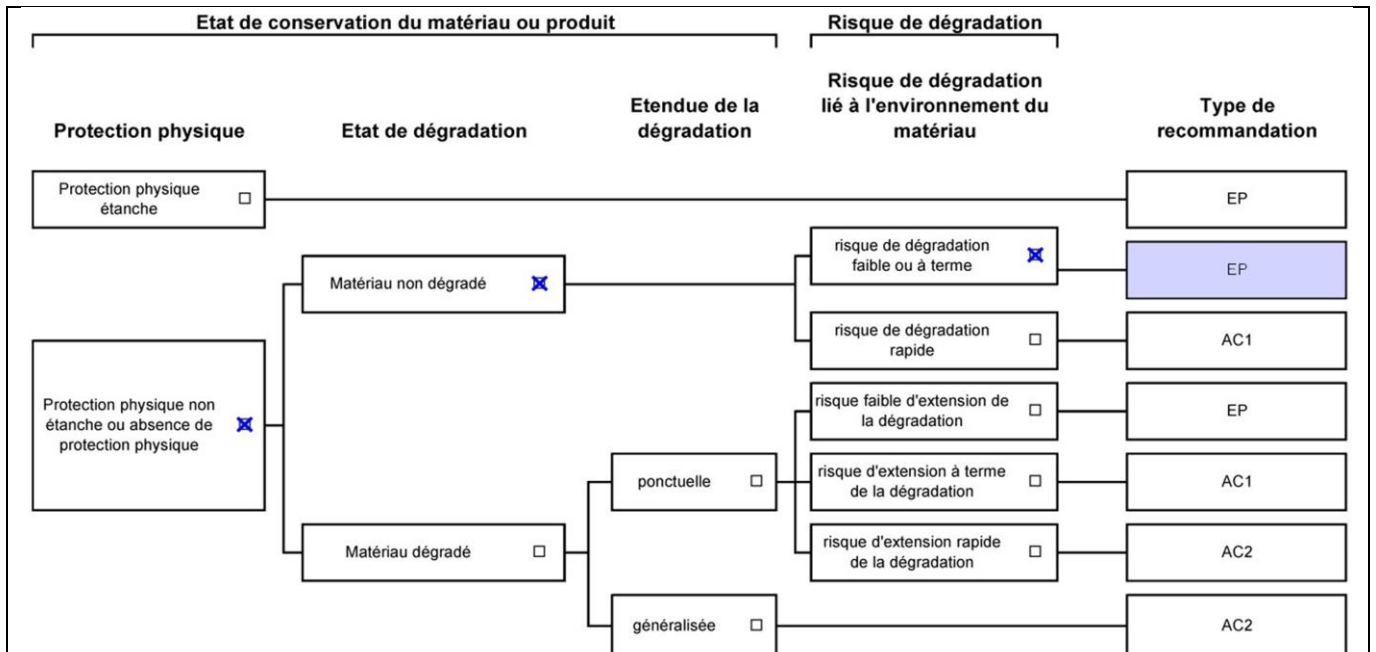 Etat de conservation du matériau ou produit
Risque de dégradation
Protection physique
Etat de dégradation
Etendue de la
dégradation
Risque de dégradation
lié à l'environnement du
matériau
Type de
recommandation
Protection physique
étanche
EP
risque de dégradation
faible ou à terme
EP
Matériau non dégradé
risque de dégradation
rapide
AC1
Protection physique non
étanche ou absence de
protection physique
risque faible d'extension de
la dégradation
EP
ponctuelle
risque d'extension à terme
de la dégradation
AC1
Matériau dégradé
risque d'extension rapide
de la dégradation
AC2
généralisée
AC2